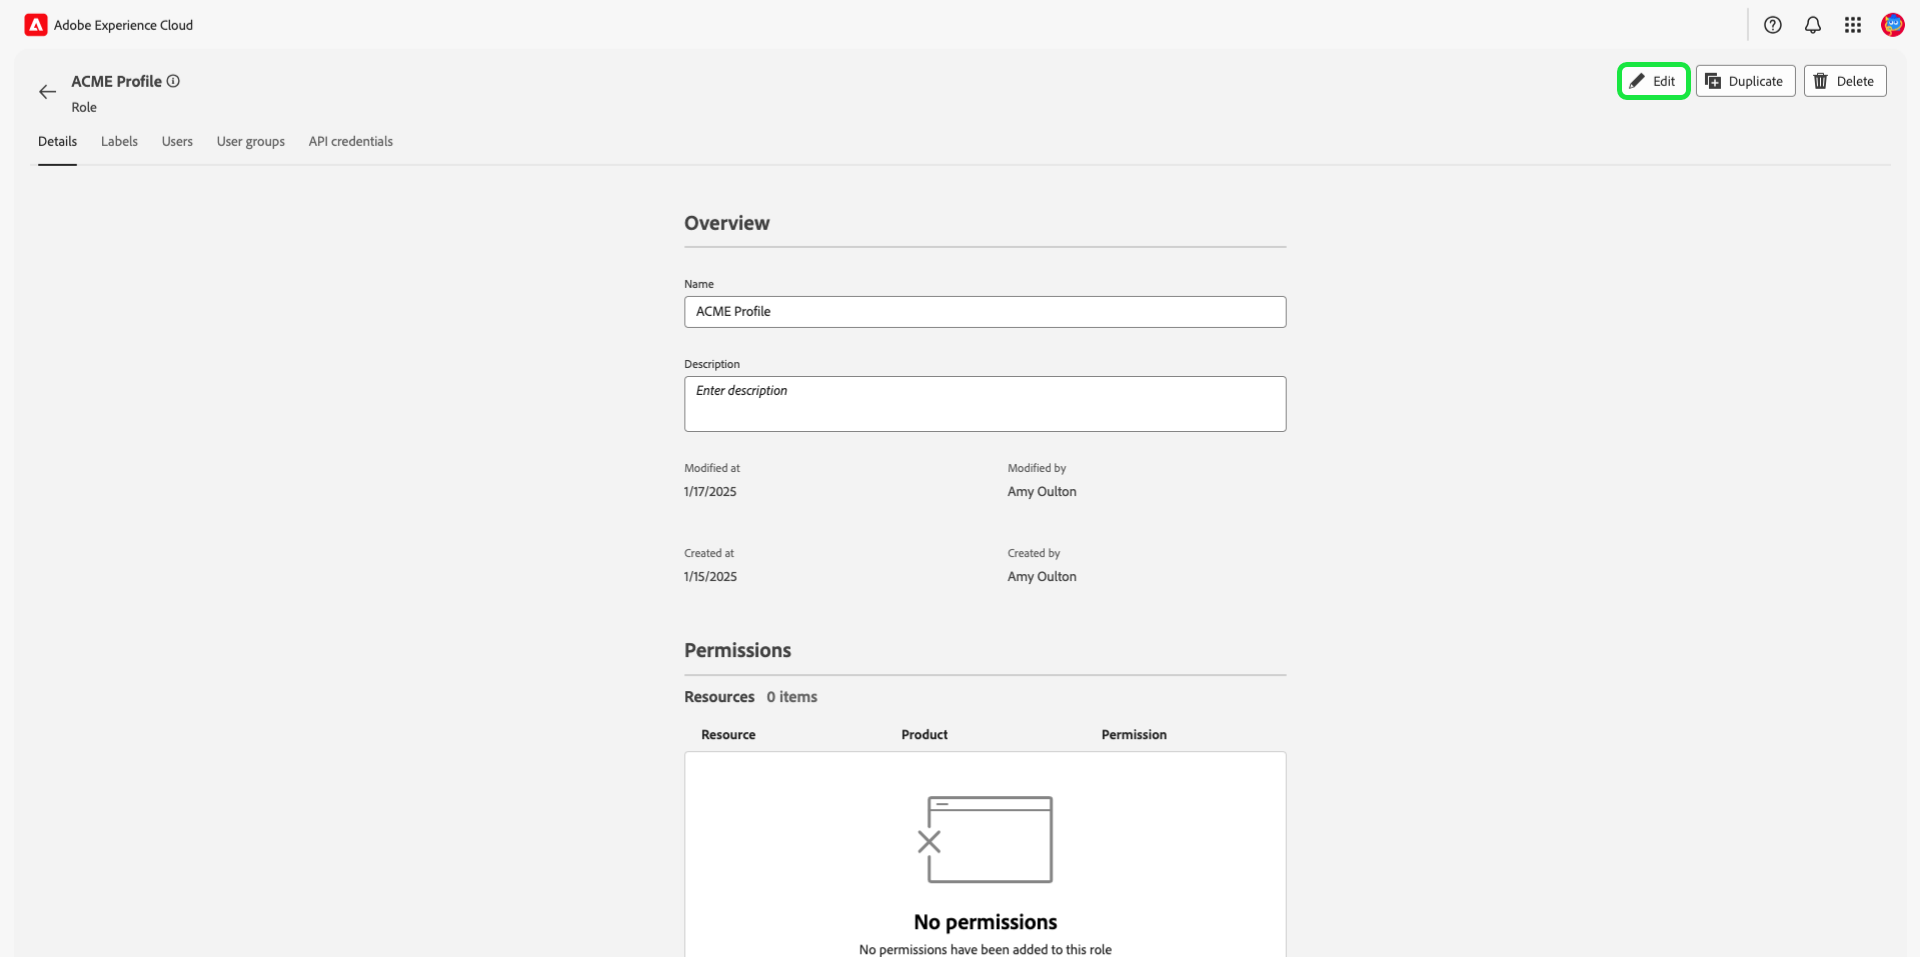 Adobe Experience Cloud
ACME Profile
Role
Edit
Duplicate
Delete
Details
Labels
Users
User groups
API credentials
Overview
Name
ACME Profile
Description
Enter description
Modified at
Modified by
1/17/2025
Amy Oulton
Created at
Created by
1/15/2025
Amy Oulton
Permissions
Resources 0 items
Resource
Product
Permission
No permissions
No permissions have been added to this role